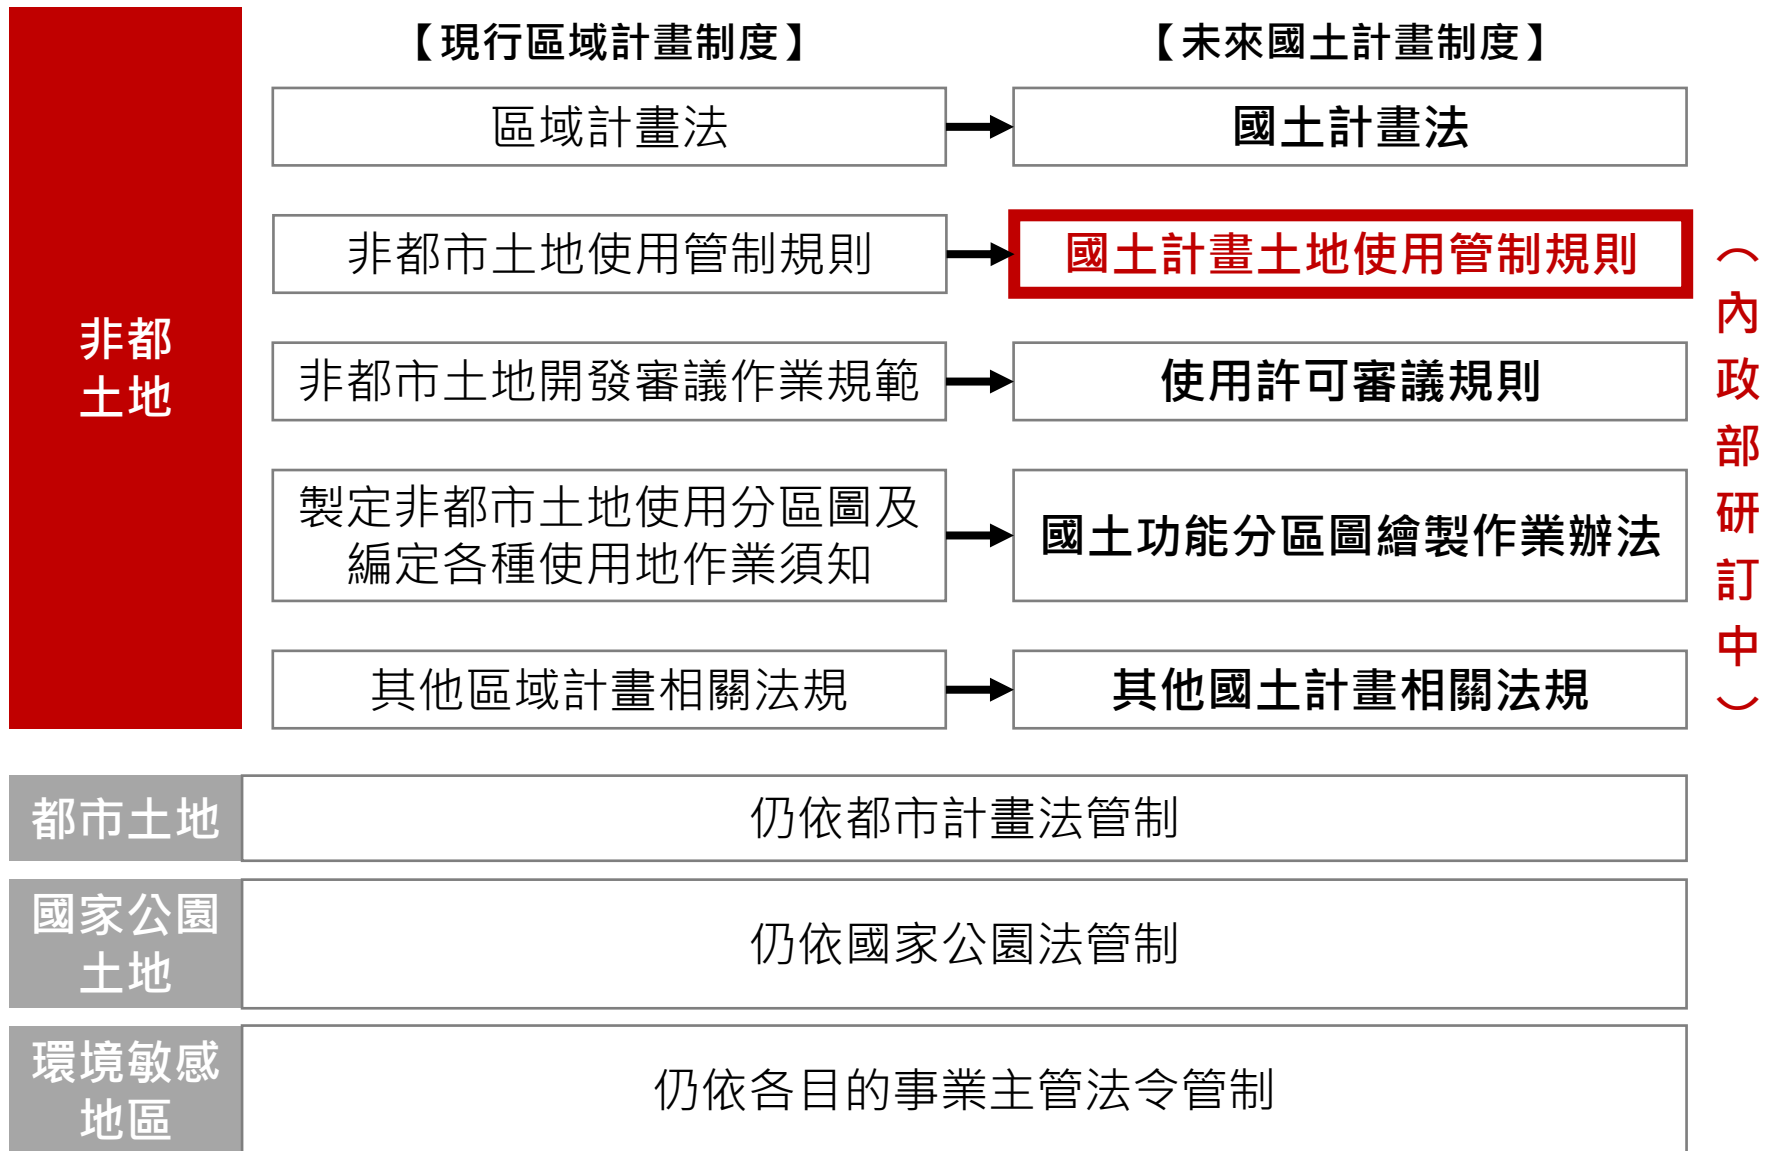 【現行區域計畫制度】
【未來國土計畫制度】
非都
土地
區域計畫法
國土計畫法
非都市土地使用管制規則
國土計畫土地使用管制規則
非都市土地開發審議作業規範
使用許可審議規則
製定非都市土地使用分區圖及
編定各種使用地作業須知
國土功能分區圖繪製作業辦法
其他區域計畫相關法規
其他國土計畫相關法規
（內政部研訂中）
都市土地
仍依都市計畫法管制
國家公園
土地
仍依國家公園法管制
環境敏感
地區
仍依各目的事業主管法令管制